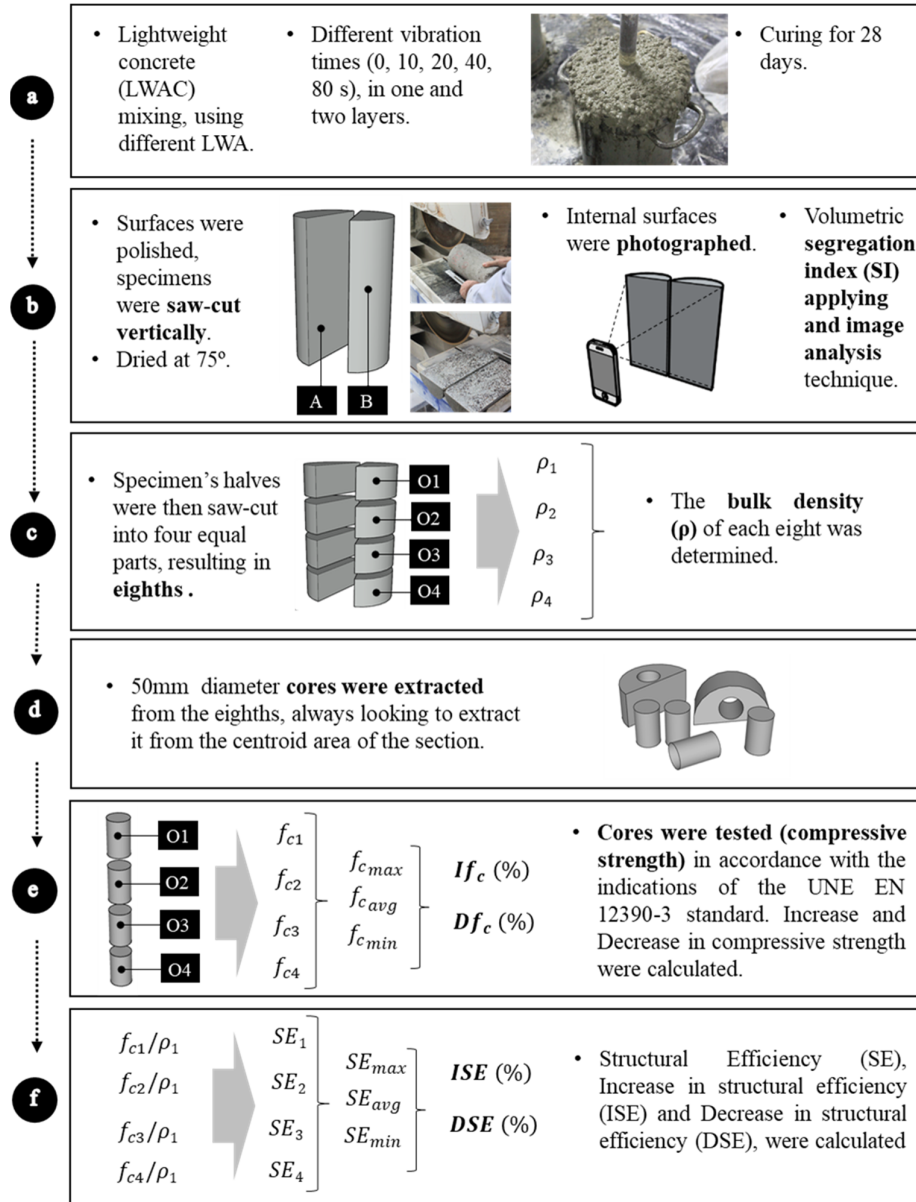 a
• Lightweight
concrete
(LWAC)
mixing, using
different LWA.
• Different vibration
times (0, 10, 20, 40,
80 s), in one and
two layers.
• Curing for 28
days.
b
• Surfaces were
polished,
specimens
were saw-cut
vertically.
• Dried at 75º.
A
B
• Internal surfaces
were photographed.
• Volumetric
segregation
index (SI)
applying
and image
analysis
technique.
c
• Specimen’s halves
were then saw-cut
into four equal
parts, resulting in
eighths .
O1
O2
O3
O4
ρ1
ρ2
ρ3
ρ4
• The bulk density
(ρ) of each eight was
determined.
d
• 50mm diameter cores were extracted
from the eighths, always looking to extract
it from the centroid area of the section.
e
O1
O2
O3
O4
fc1
fc2
fc3
fc4
fcmax
fcavg
fcmin
Ifc (%)
Dfc (%)
• Cores were tested (compressive
strength) in accordance with the
indications of the UNE EN
12390-3 standard. Increase and
Decrease in compressive strength
were calculated.
f
fc1/ρ1
fc2/ρ1
fc3/ρ1
fc4/ρ1
SE1
SE2
SE3
SE4
SEmax
SEavg
SEmin
ISE (%)
DSE (%)
• Structural Efficiency (SE),
Increase in structural efficiency
(ISE) and Decrease in structural
efficiency (DSE), were calculated